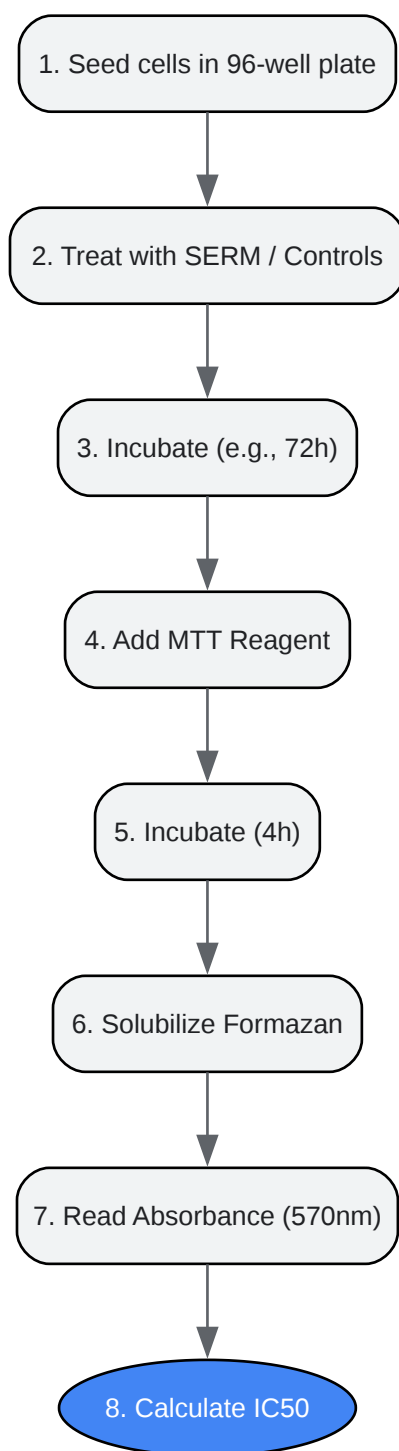 1. Seed cells in 96-well plate
2. Treat with SERM / Controls
3. Incubate (e.g., 72h)
4. Add MTT Reagent
5. Incubate (4h)
6. Solubilize Formazan
7. Read Absorbance (570nm)
8. Calculate IC50